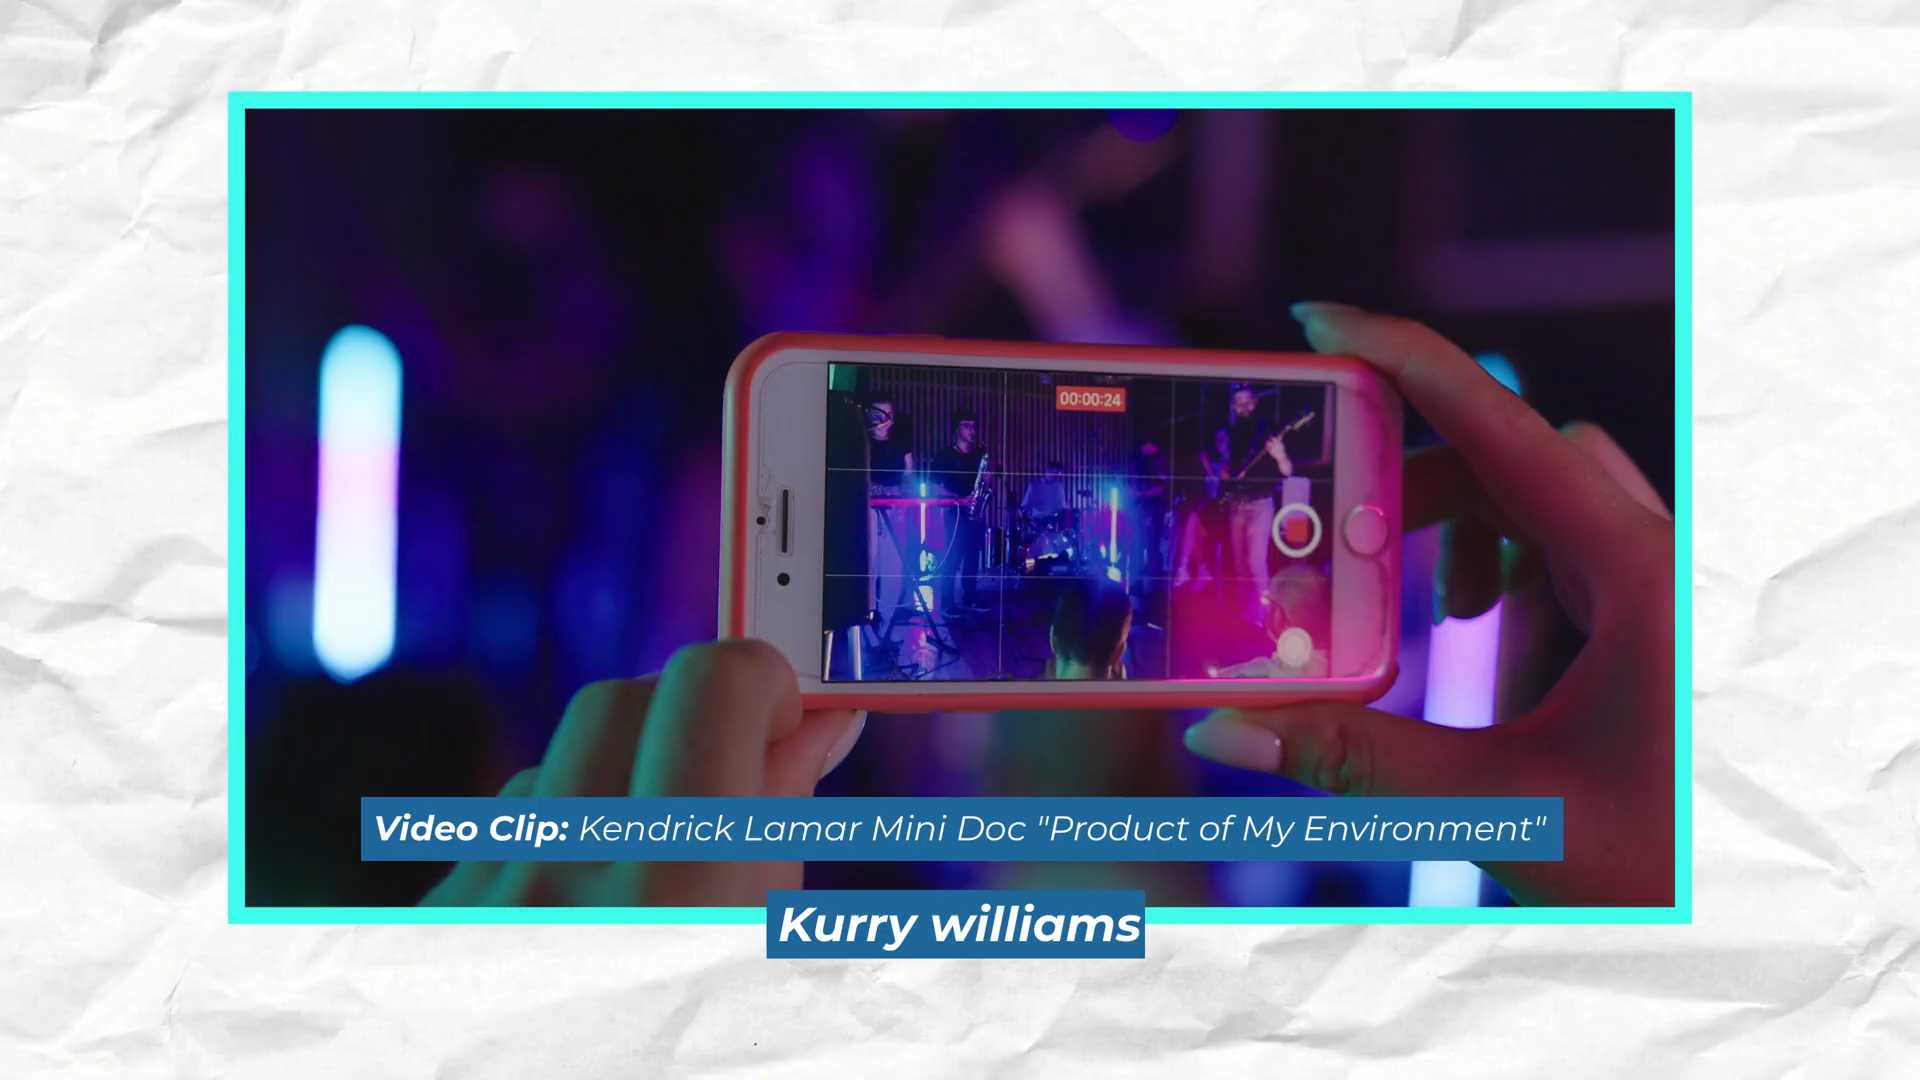 00:00:24
Video Clip: Kendrick Lamar Mini Doc "Product of My Environment"
Kurry williams